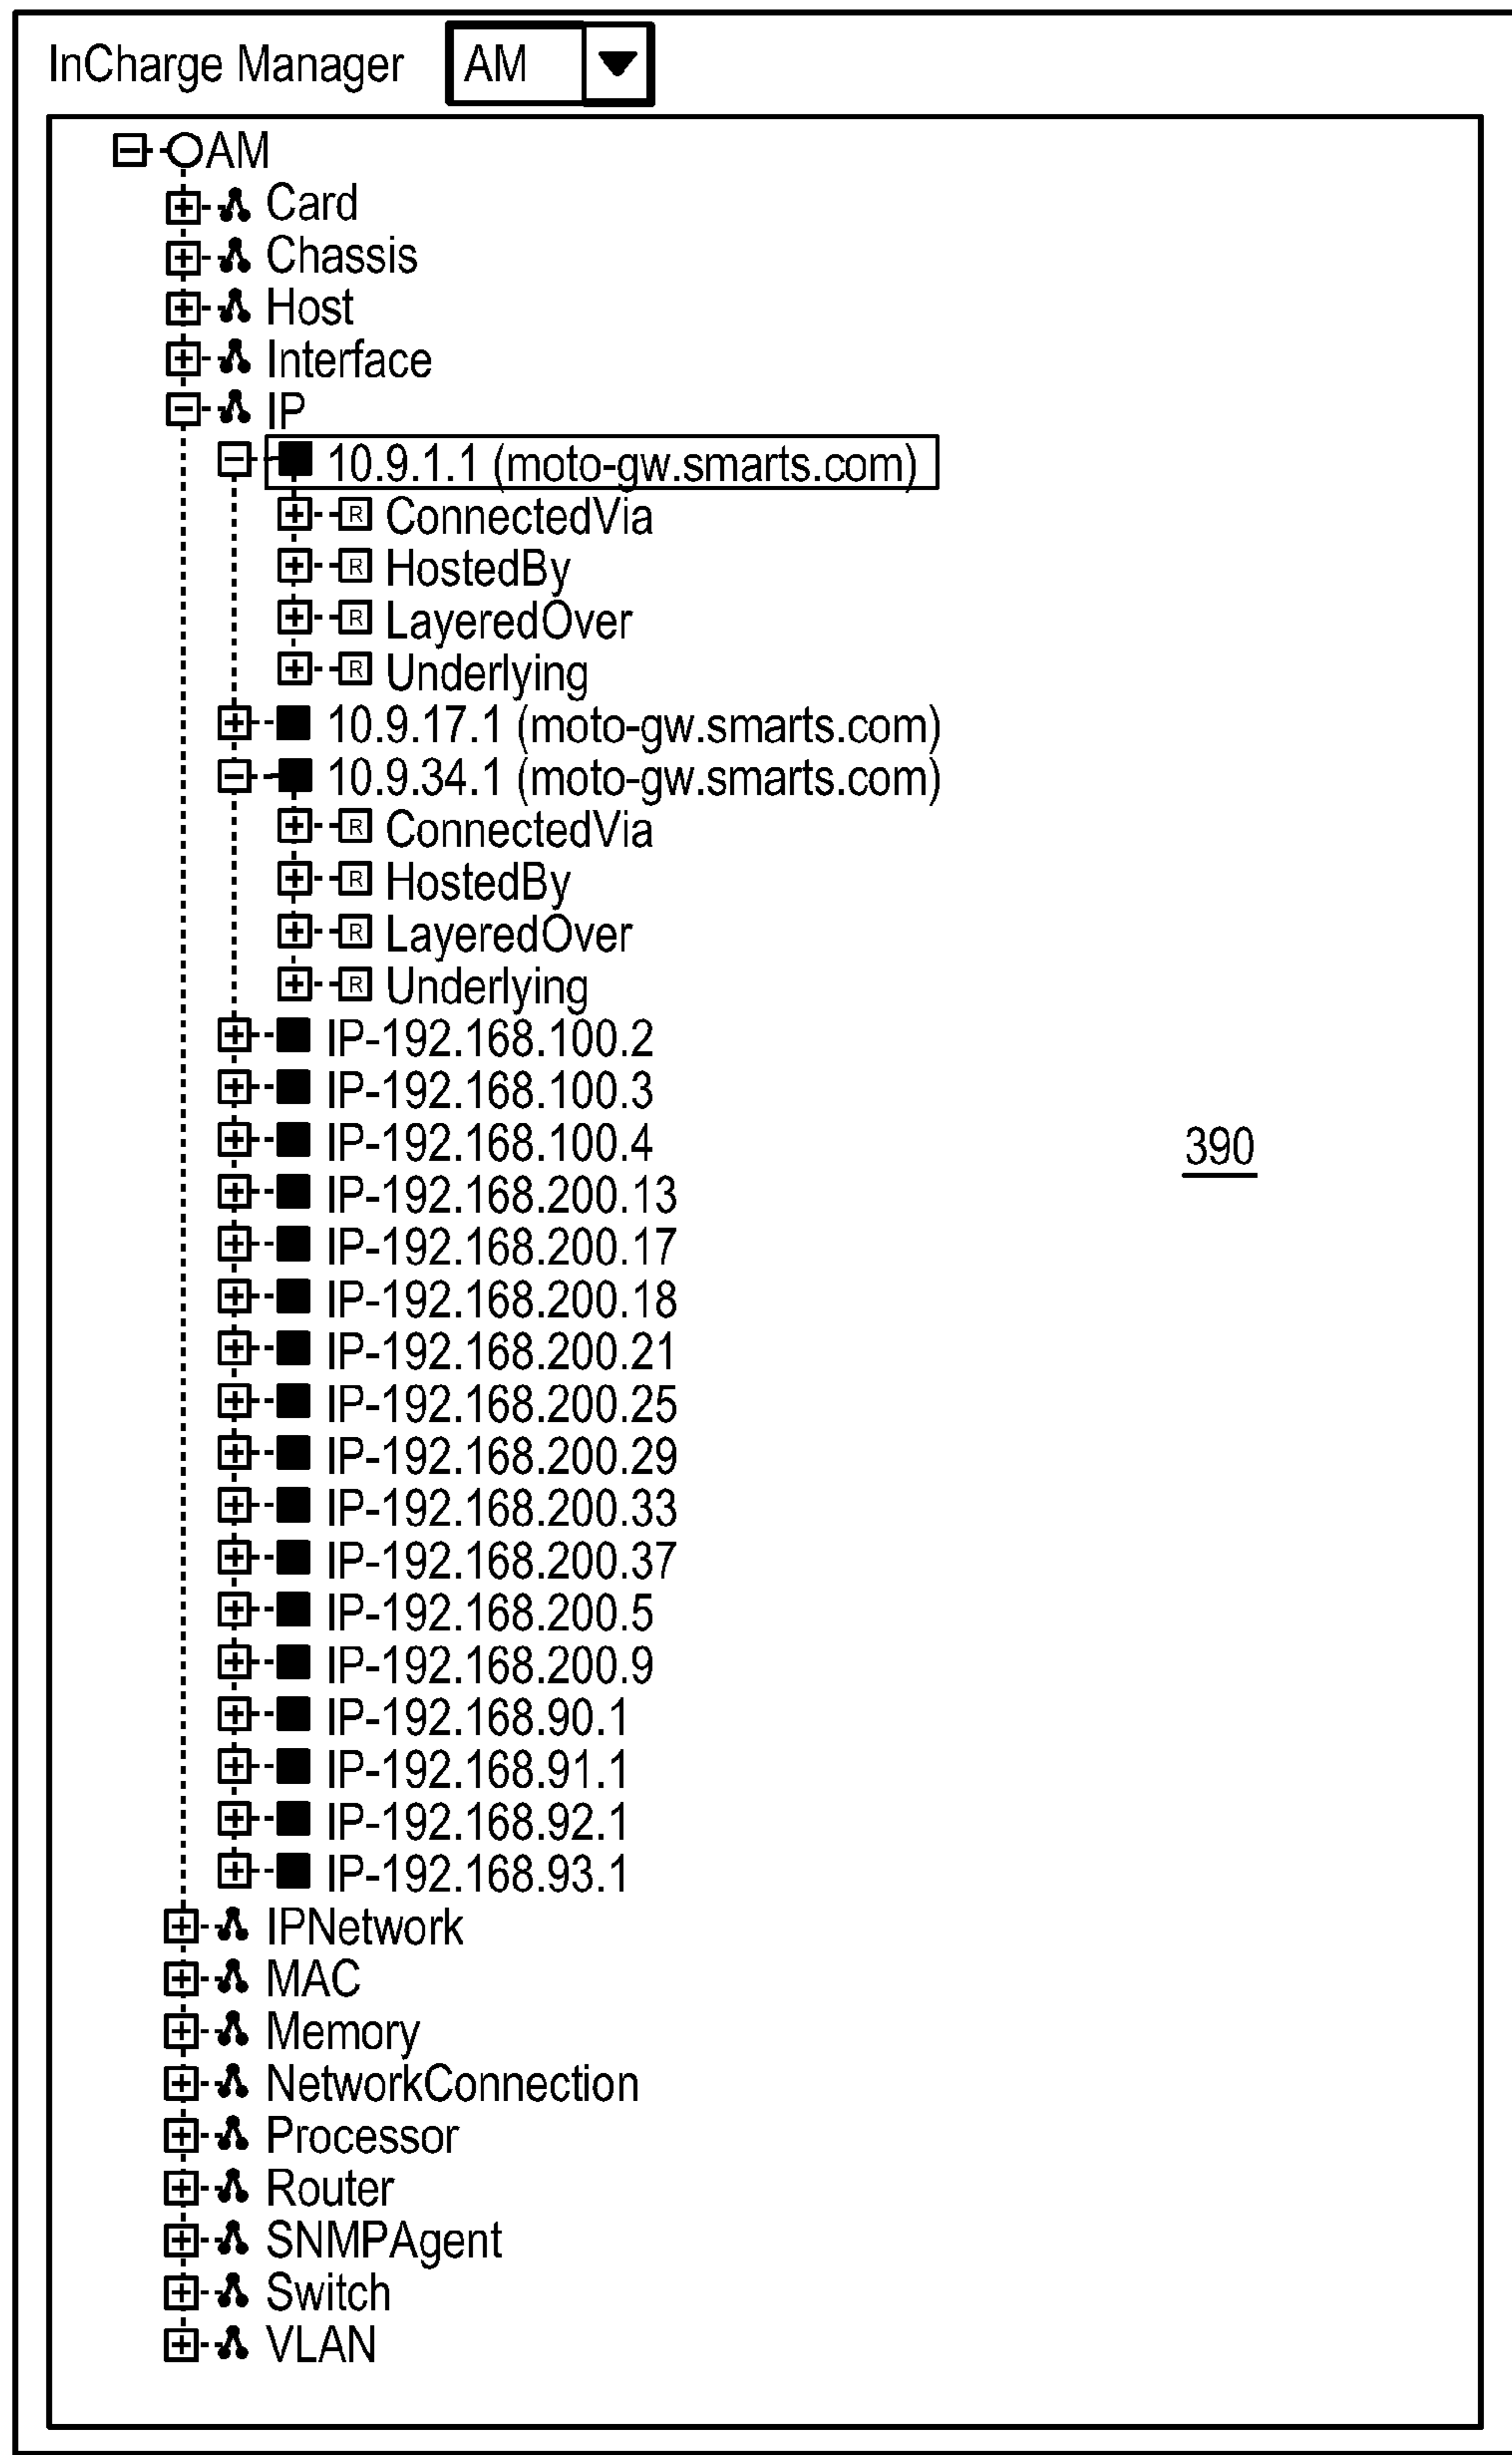 InCharge Manager AM
AM
Card
Chassis
Host
Interface
IP
10.9.1.1 (moto-gw.smarts.com)
R ConnectedVia
R HostedBy
R LayeredOver
R Underlying
10.9.17.1 (moto-gw.smarts.com)
10.9.34.1 (moto-gw.smarts.com)
R ConnectedVia
R HostedBy
R LayeredOver
R Underlying
IP-192.168.100.2
IP-192.168.100.3
IP-192.168.100.4
390
IP-192.168.200.13
IP-192.168.200.17
IP-192.168.200.18
IP-192.168.200.21
IP-192.168.200.25
IP-192.168.200.29
IP-192.168.200.33
IP-192.168.200.37
IP-192.168.200.5
IP-192.168.200.9
IP-192.168.90.1
IP-192.168.91.1
IP-192.168.92.1
IP-192.168.93.1
IPNetwork
MAC
Memory
NetworkConnection
Processor
Router
SNMPAgent
Switch
VLAN